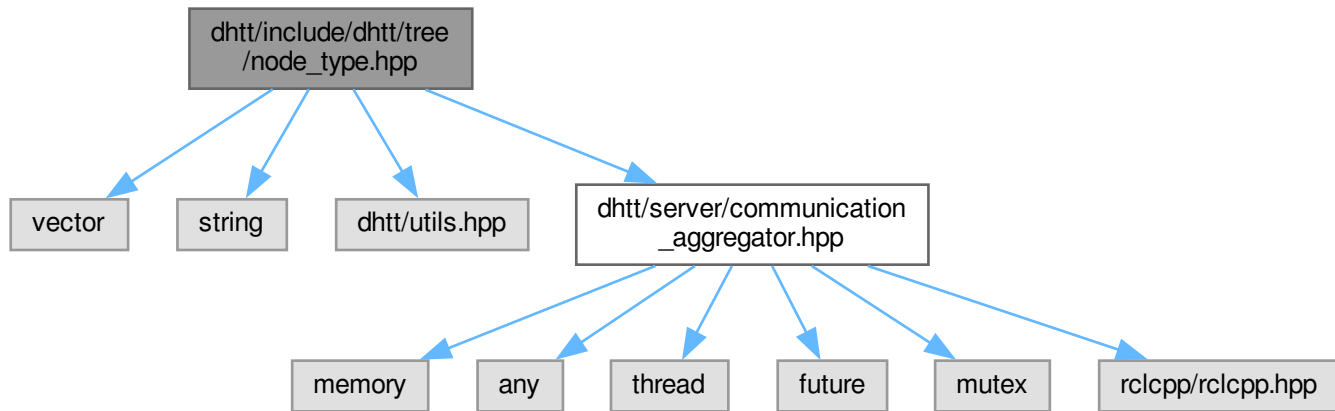 dhtt/include/dhtt/tree
/node_type.hpp
vector
string
dhtt/utils.hpp
dhtt/server/communication
_aggregator.hpp
memory
any
thread
future
mutex
rclcpp/rclcpp.hpp